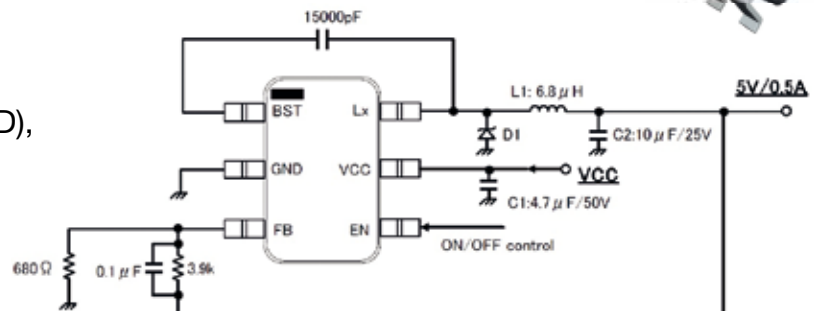 15000pF
D),
BST
Lx
L1: 6.8μH
5V/0.5A
D1
C2:10μF/25V
GND
VCC
VCC
C1:4.7μF/50V
FB
EN
ON/OFF control
680Ω
0.1μF
3.9k